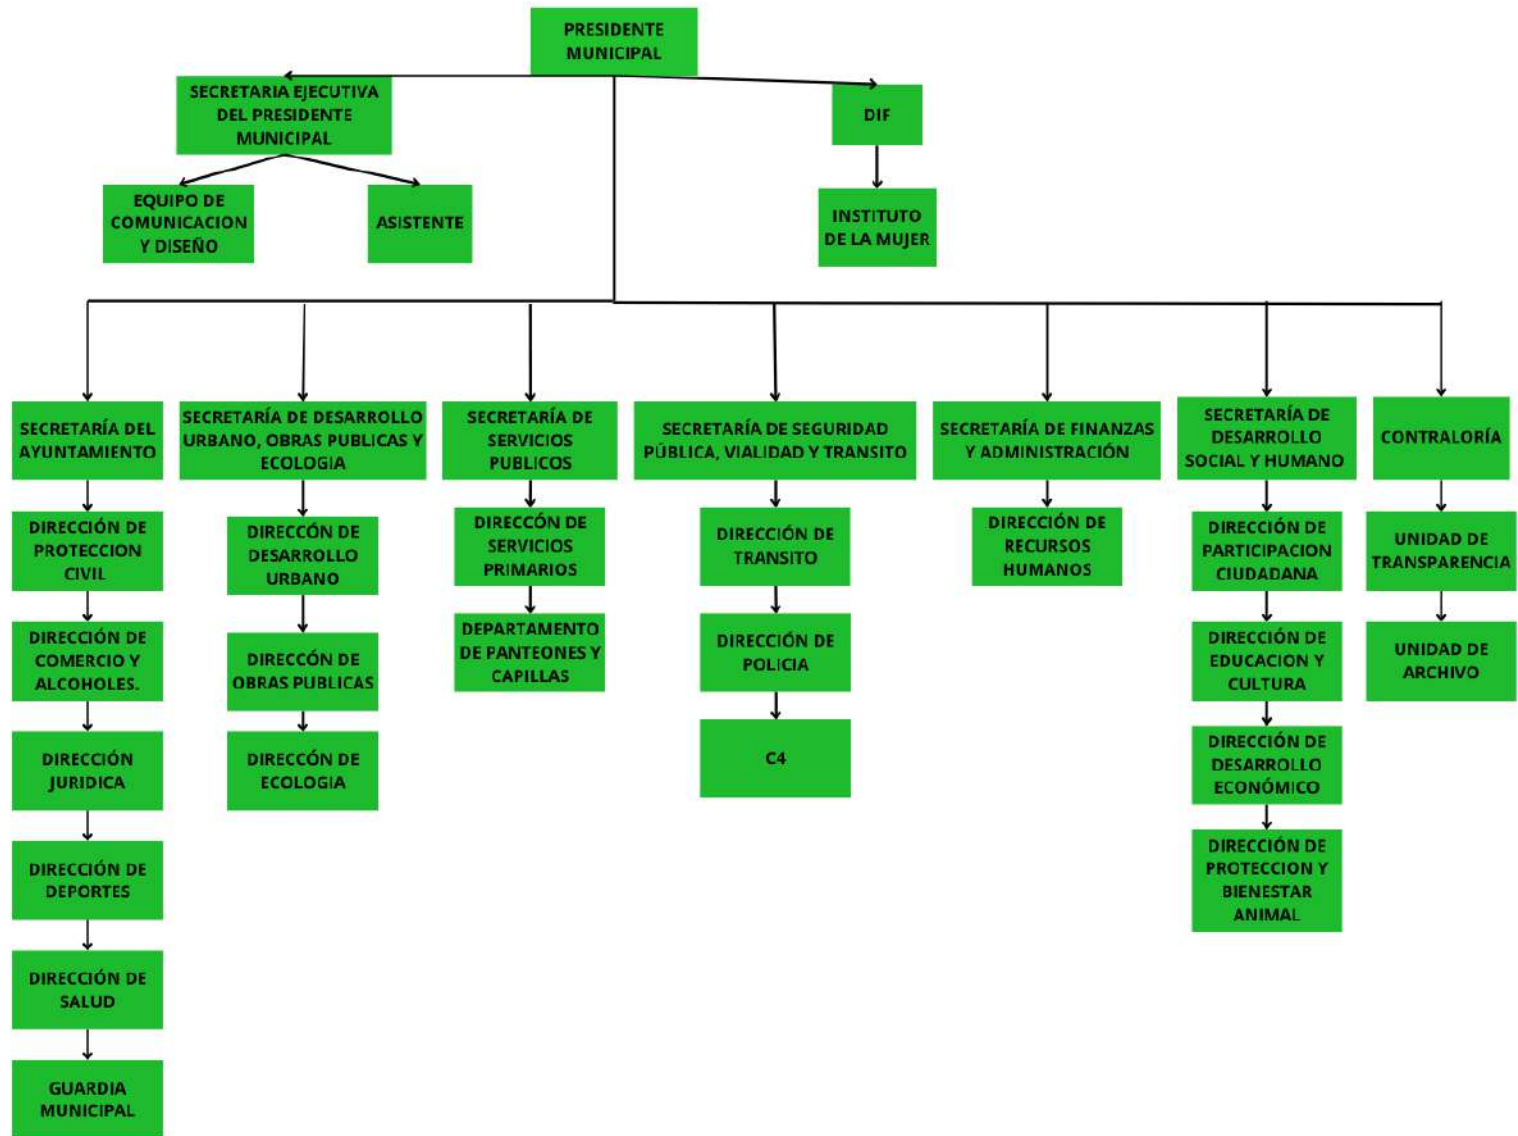 PRESIDENTE
MUNICIPAL
SECRETARIA EJECUTIVA
DEL PRESIDENTE
MUNICIPAL
DIF
EQUIPO DE
COMUNICACION
Y DISEÑO
ASISTENTE
INSTITUTO
DE LA MUJER
SECRETARÍA DEL
AYUNTAMIENTO
SECRETARÍA DE DESARROLLO
URBANO, OBRAS PUBLICAS Y
ECOLOGIA
SECRETARÍA DE
SERVICIOS
PUBLICOS
SECRETARÍA DE SEGURIDAD
PÚBLICA, VIALIDAD Y TRANSITO
SECRETARÍA DE FINANZAS
Y ADMINISTRACIÓN
SECRETARÍA DE
DESARROLLO
SOCIAL Y HUMANO
CONTRALORÍA
DIRECCIÓN DE
PROTECCION
CIVIL
DIRECCÓN DE
DESARROLLO
URBANO
DIRECCÓN DE
SERVICIOS
PRIMARIOS
DIRECCIÓN DE
TRANSITO
DIRECCIÓN DE
RECURSOS
HUMANOS
DIRECCIÓN DE
PARTICIPACION
CIUDADANA
UNIDAD DE
TRANSPARENCIA
DIRECCIÓN DE
COMERCIO Y
ALCOHOLES.
DIRECCÓN DE
OBRAS PUBLICAS
DEPARTAMENTO
DE PANTEONES Y
CAPILLAS
DIRECCIÓN DE
POLICIA
DIRECCIÓN DE
EDUCACION Y
CULTURA
UNIDAD DE
ARCHIVO
DIRECCIÓN
JURIDICA
DIRECCÓN DE
ECOLOGIA
C4
DIRECCIÓN DE
DESARROLLO
ECONÓMICO
DIRECCIÓN DE
DEPORTES
DIRECCIÓN DE
PROTECCION Y
BIENESTAR
ANIMAL
DIRECCIÓN DE
SALUD
GUARDIA
MUNICIPAL